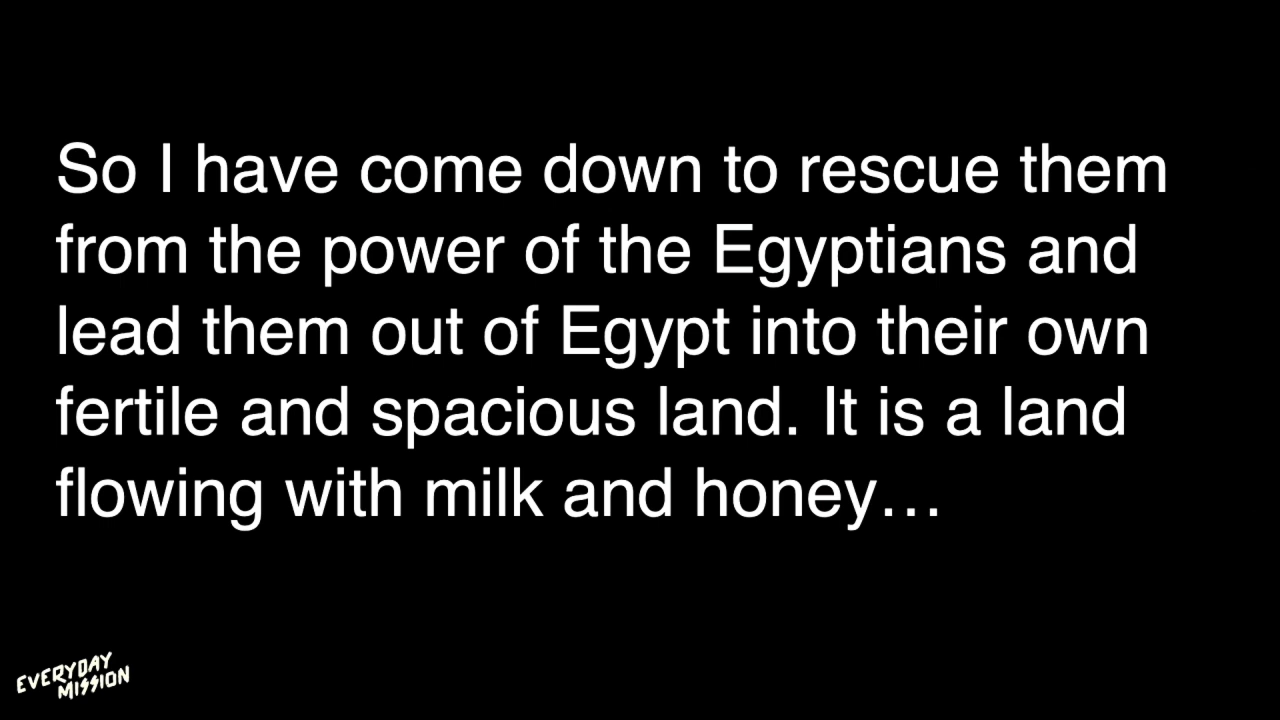 So I have come down to rescue them
from the power of the Egyptians and
lead them out of Egypt into their own
fertile and spacious land. It is a land
flowing with milk and honey…
EVERYDAY
MISSION